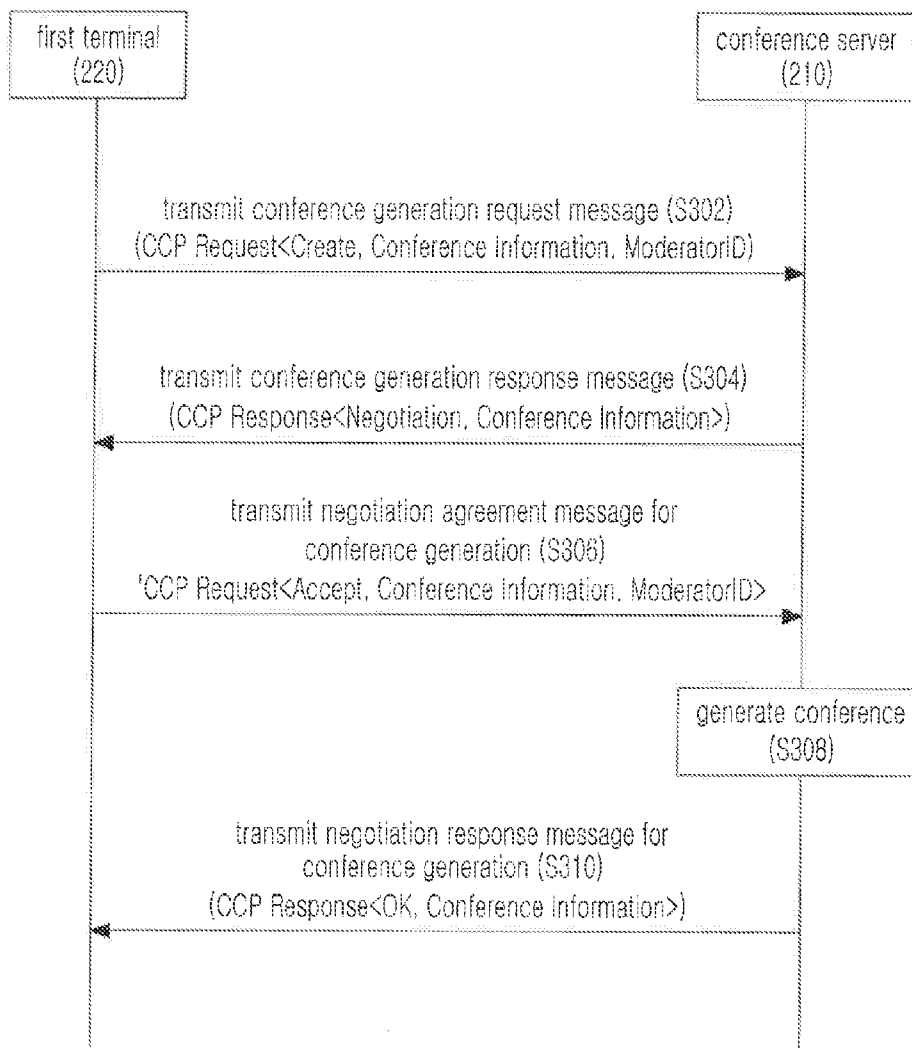 first terminal
(220)
conference server
(210)
transmit conference generation request message (S302)
(CCP Request<Create, Conference Information, ModeratorID)
transmit conference generation response message (S304)
(CCP Response<Negotiation, Conference Information>)
transmit negotiation agreement message for
conference generation (S306)
'CCP Request<Accept, Conference Information, ModeratorID>
generate conference
(S308)
transmit negotiation response message for
conference generation (S310)
(CCP Response<OK, Conference Information>)